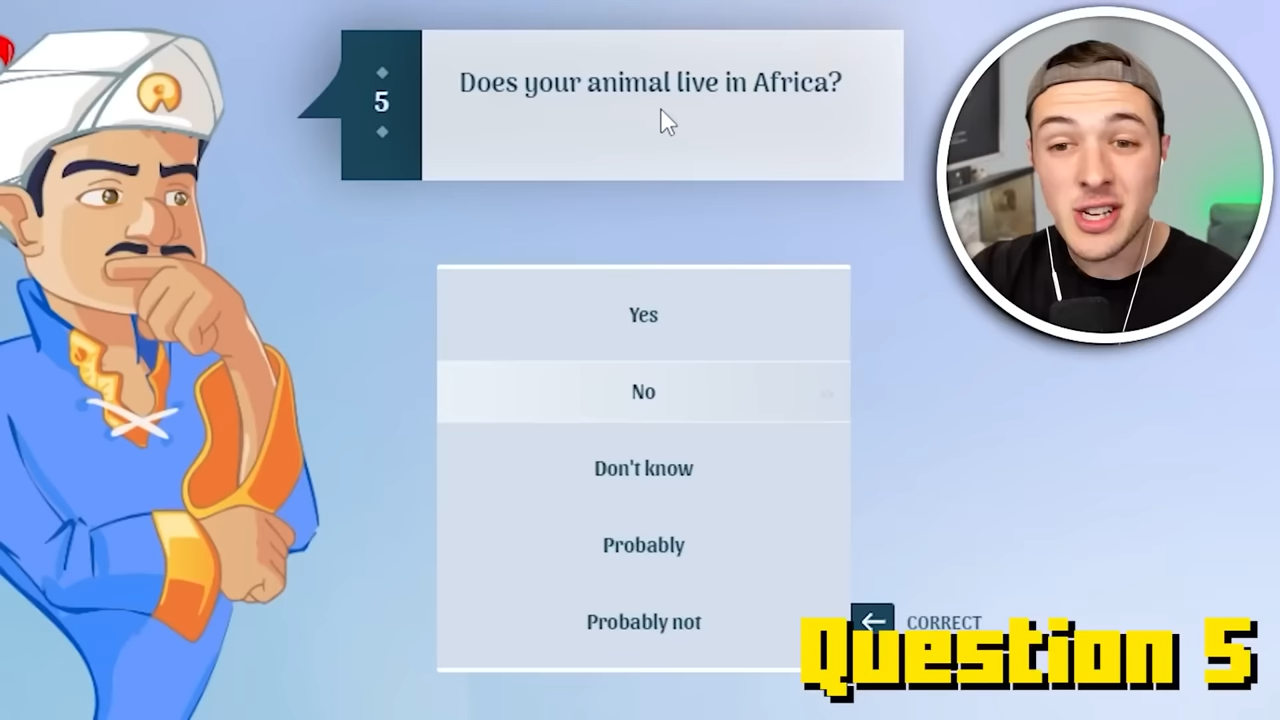 5
Does your animal live in Africa?
Yes
No
Don't know
Probably
Probably not
CORRECT
Question 5